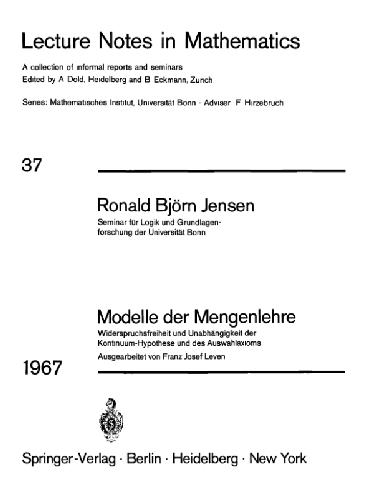 Lecture Notes in Mathematics
A collection of informal reports and seminars
Edited by A Dold, Heidelberg and B Eckmann, Zurich
Series: Mathematisches Institut, Universität Bonn · Adviser F Hirzebruch
37
Ronald Björn Jensen
Seminar für Logik und Grundlagen-
forschung der Universität Bonn
Modelle der Mengenlehre
Widerspruchsfreiheit und Unabhängigkeit der
Kontinuum-Hypothese und des Auswahlaxioms
Ausgearbeitet von Franz Josef Leven
1967
Springer-Verlag · Berlin · Heidelberg · New York